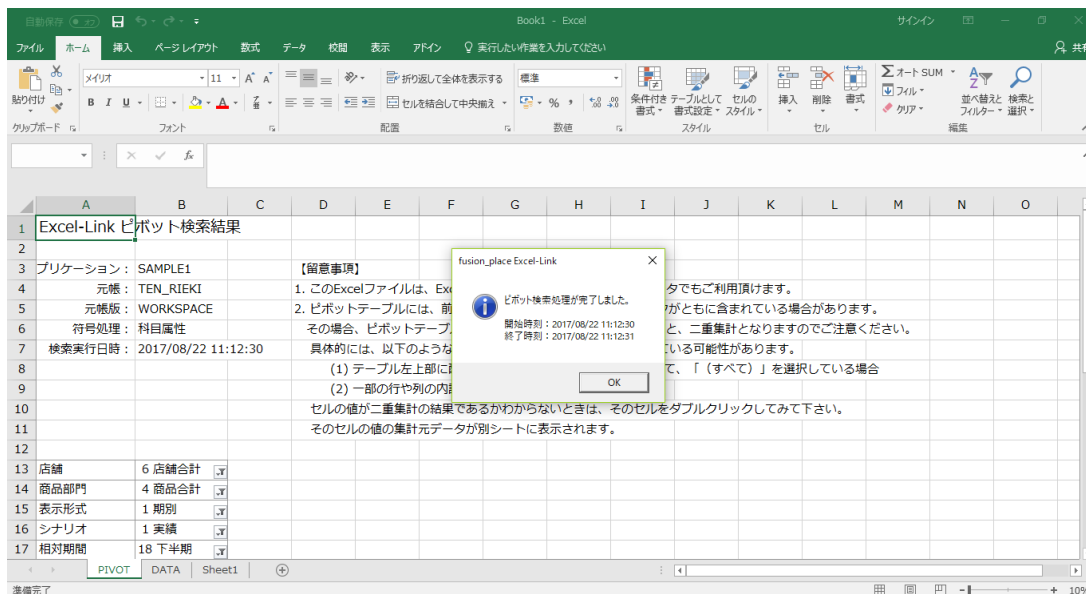 自動保存 オフ Book1 - Excel サインイン
ファイル ホーム 挿入 ページ レイアウト 数式 データ 校閲 表示 アドイン 実行したい作業を入力してください 共有
メイリオ 11 折り返して全体を表示する 標準 オート SUM
貼り付け B I U セルを結合して中央揃え % 条件付き書式 テーブルとして書式設定 セルのスタイル 挿入 削除 書式 フィル クリア 並べ替えとフィルター 検索と選択
クリップボード フォント 配置 数値 スタイル セル 編集
fx
A B C D E F G H I J K L M N O
1 Excel-Link ピボット検索結果
2
3 プリケーション： SAMPLE1 【留意事項】
4 元帳： TEN_RIEKI 1. このExcelファイルは、 タでもご利用頂けます。
5 元帳版： WORKSPACE 2. ピボットテーブルには、前 がともに含まれている場合があります。
6 符号処理： 科目属性 その場合、ピボットテーブ と、二重集計となりますのでご注意ください。
7 検索実行日時： 2017/08/22 11:12:30 具体的には、以下のような ている可能性があります。
8 (1) テーブル左上部に て、「（すべて）」を選択している場合
9 (2) 一部の行や列の内
10 セルの値が二重集計の結果であるかわからないときは、そのセルをダブルクリックしてみて下さい。
11 そのセルの値の集計元データが別シートに表示されます。
12
13 店舗 6 店舗合計
14 商品部門 4 商品合計
15 表示形式 1 期別
16 シナリオ 1 実績
17 相対期間 18 下半期
fusion_place Excel-Link
ピボット検索処理が完了しました。
開始時刻：2017/08/22 11:12:30
終了時刻：2017/08/22 11:12:31
OK
PIVOT DATA Sheet1
準備完了 - + 10%